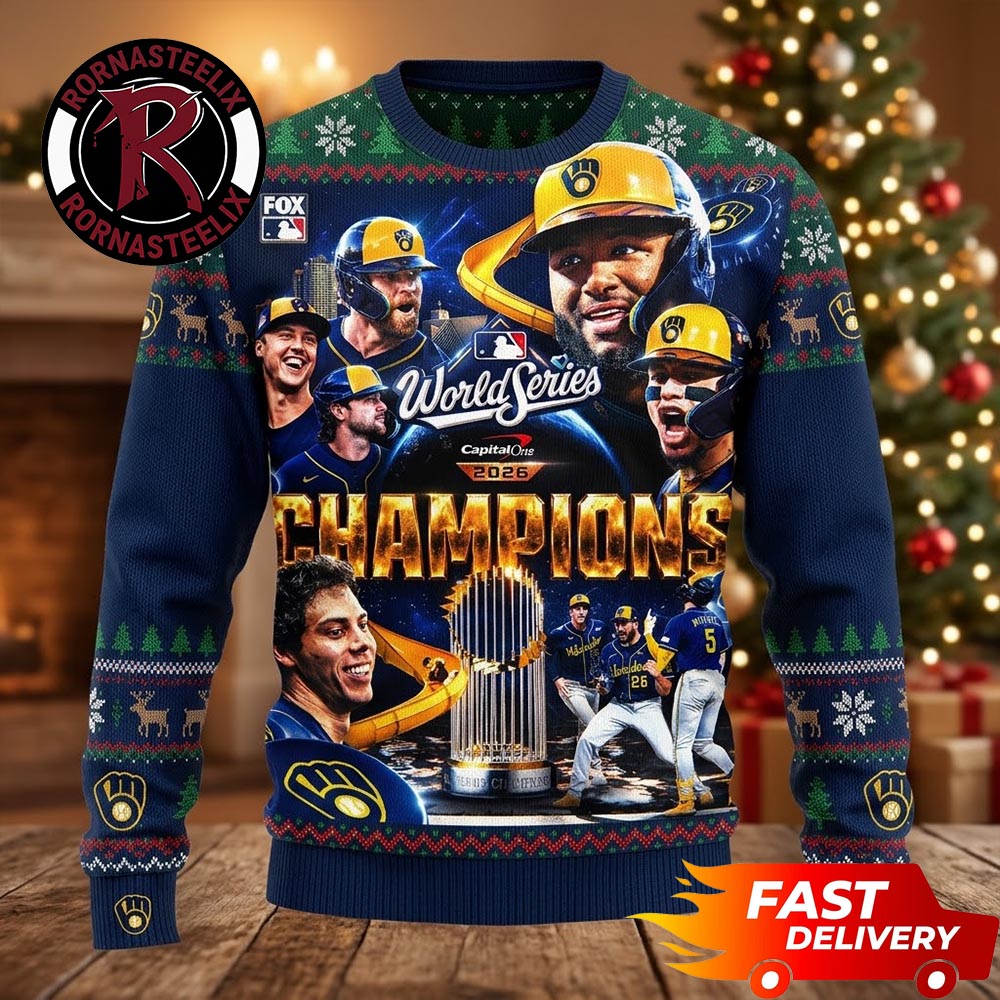 RORNASTEELIX
R
RORNASTEELIX
FOX
World Series
Capital One
2026
CHAMPIONS
26
5
FAST
DELIVERY